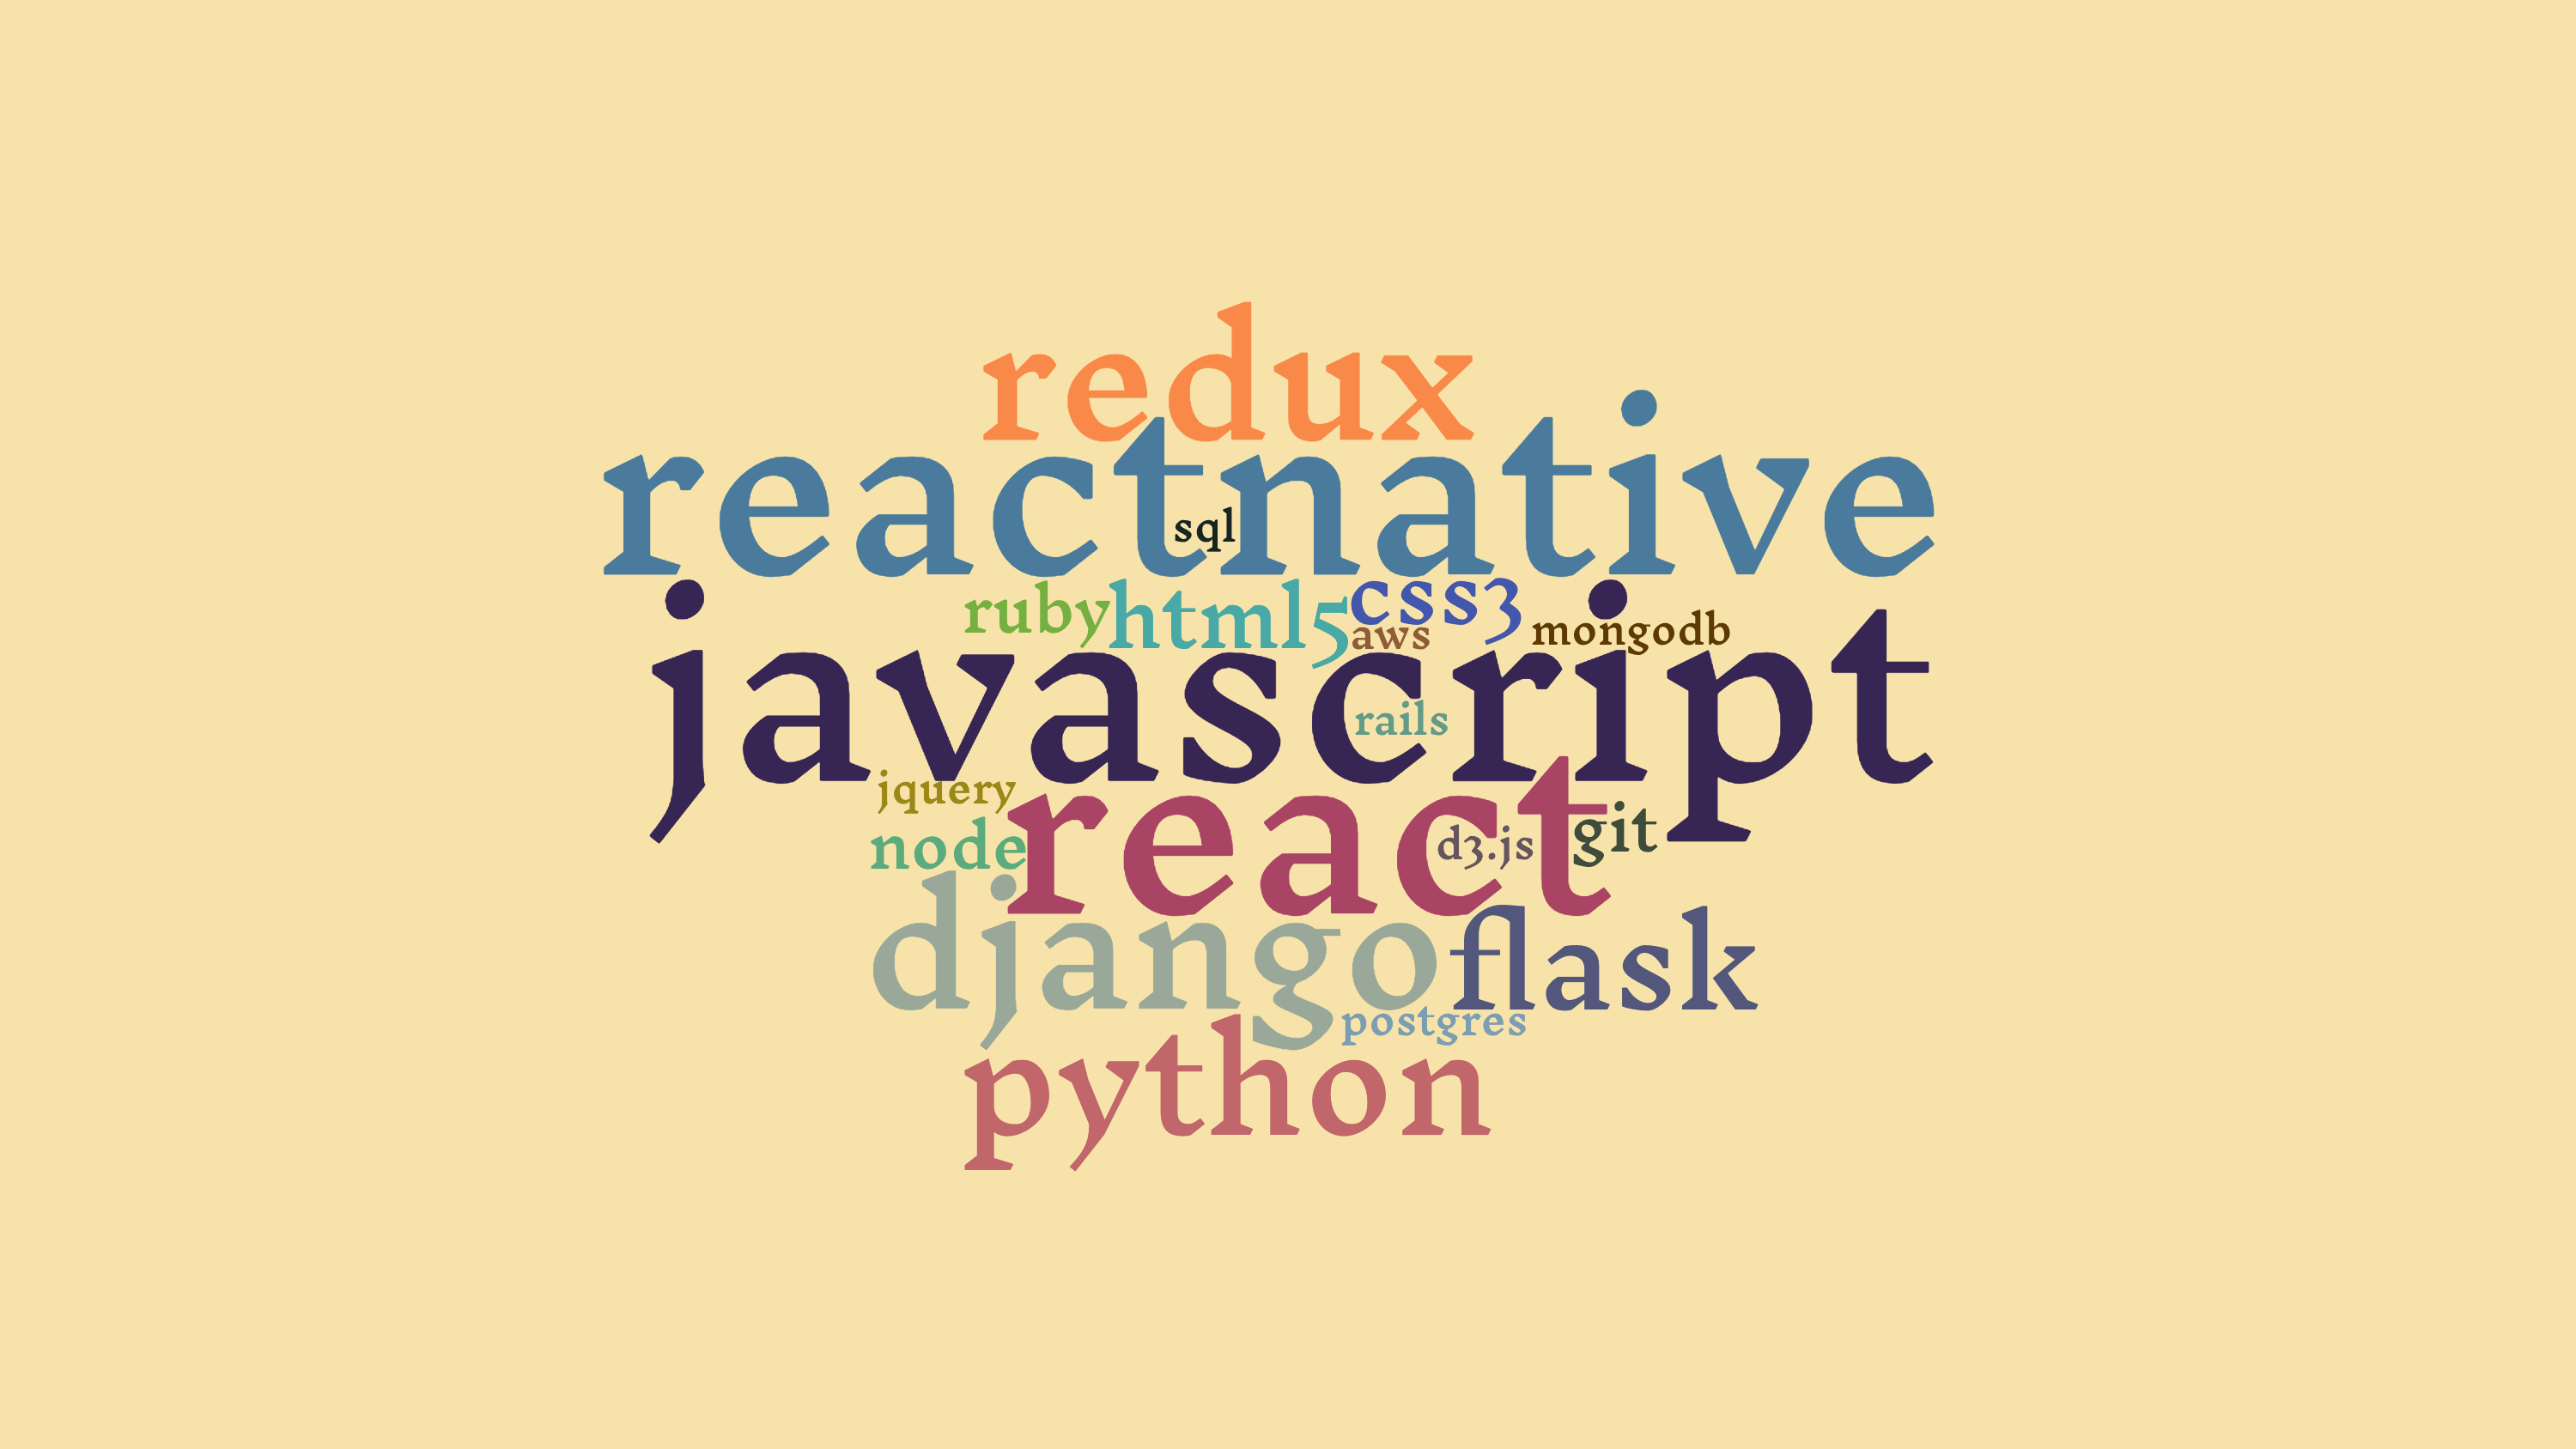 redux
reactnative
sql
ruby html5 css3
aws mongodb
javascript
rails
jquery
react
node d3.js git
django flask
postgres
python